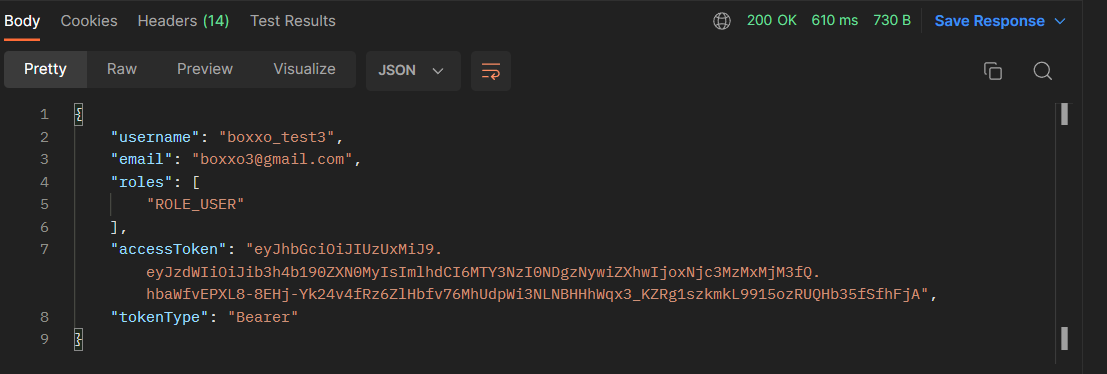 Body Cookies Headers (14) Test Results 200 OK 610 ms 730 B Save Response
Pretty Raw Preview Visualize JSON
1 {
2 "username": "boxxo_test3",
3 "email": "boxxo3@gmail.com",
4 "roles": [
5 "ROLE_USER"
6 ],
7 "accessToken": "eyJhbGciOiJIUzUxMiJ9.
eyJzdWIiOiJib3h4b190ZXN0MyIsImlhdCI6MTY3NzI0NDgzNywiZXhwIjoxNjc3MzMxMjM3fQ.
hbaWfvEPXL8-8EHj-Yk24v4fRz6ZlHbfv76MhUdpWi3NLNBHHhWqx3_KZRg1szkmkL9915ozRUQHb35fSfhFjA",
8 "tokenType": "Bearer"
9 }